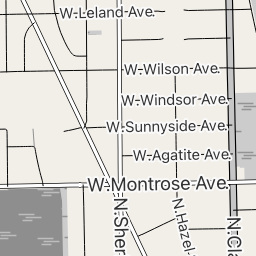 W. Leland Ave.
W. Wilson Ave.
W. Windsor Ave.
W. Sunnyside Ave.
W. Agatite Ave.
W. Montrose Ave.
N. Sher
N. Hazel
N. Cla